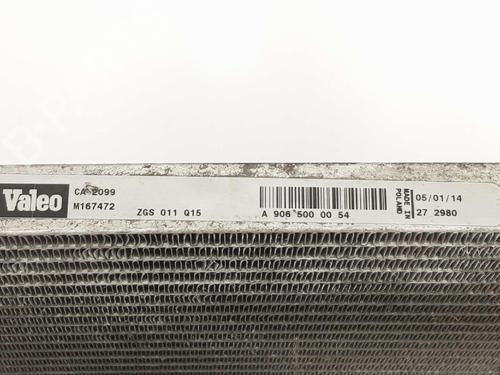 Valeo
CA 2099
M167472
ZGS 011 Q15
A 906 500 00 54
MADE IN
POLAND
05/01/14
27 2980